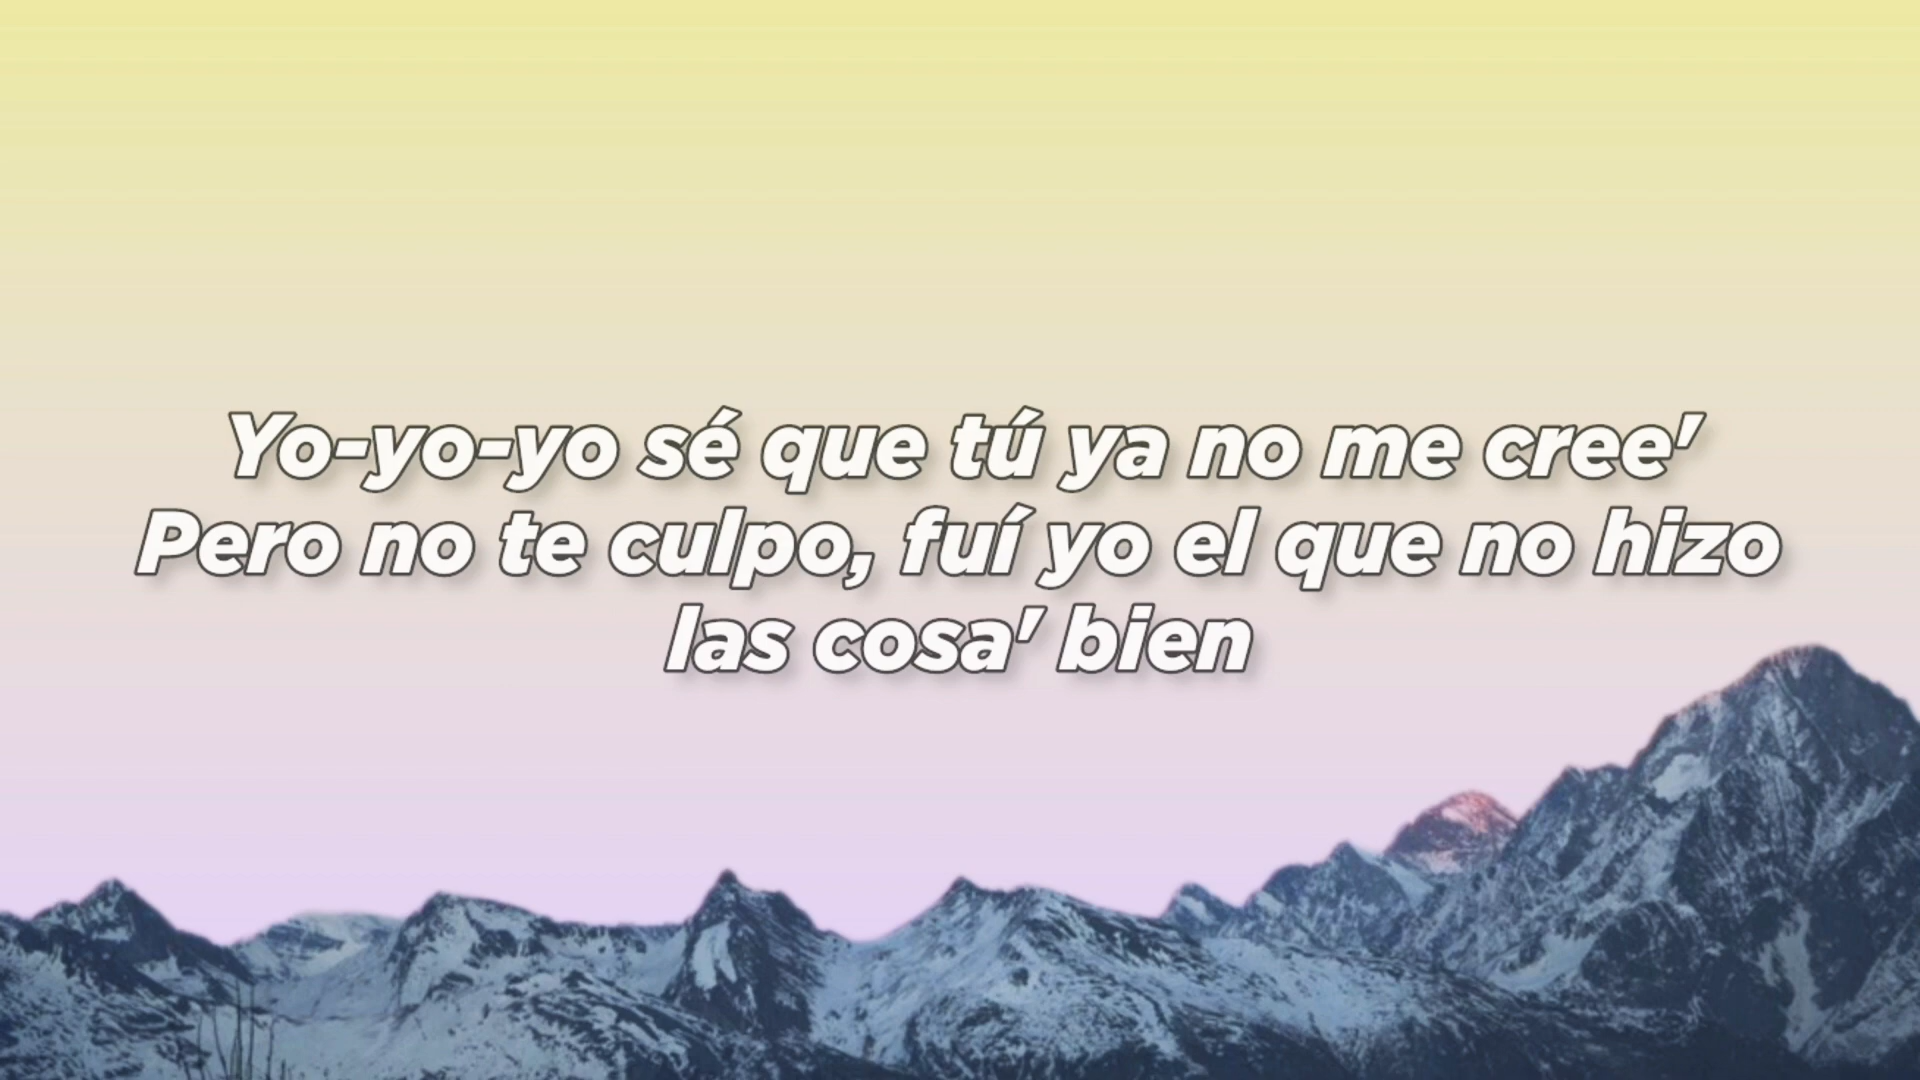 Yo-yo-yo sé que tú ya no me cree'
Pero no te culpo, fuí yo el que no hizo
las cosa' bien